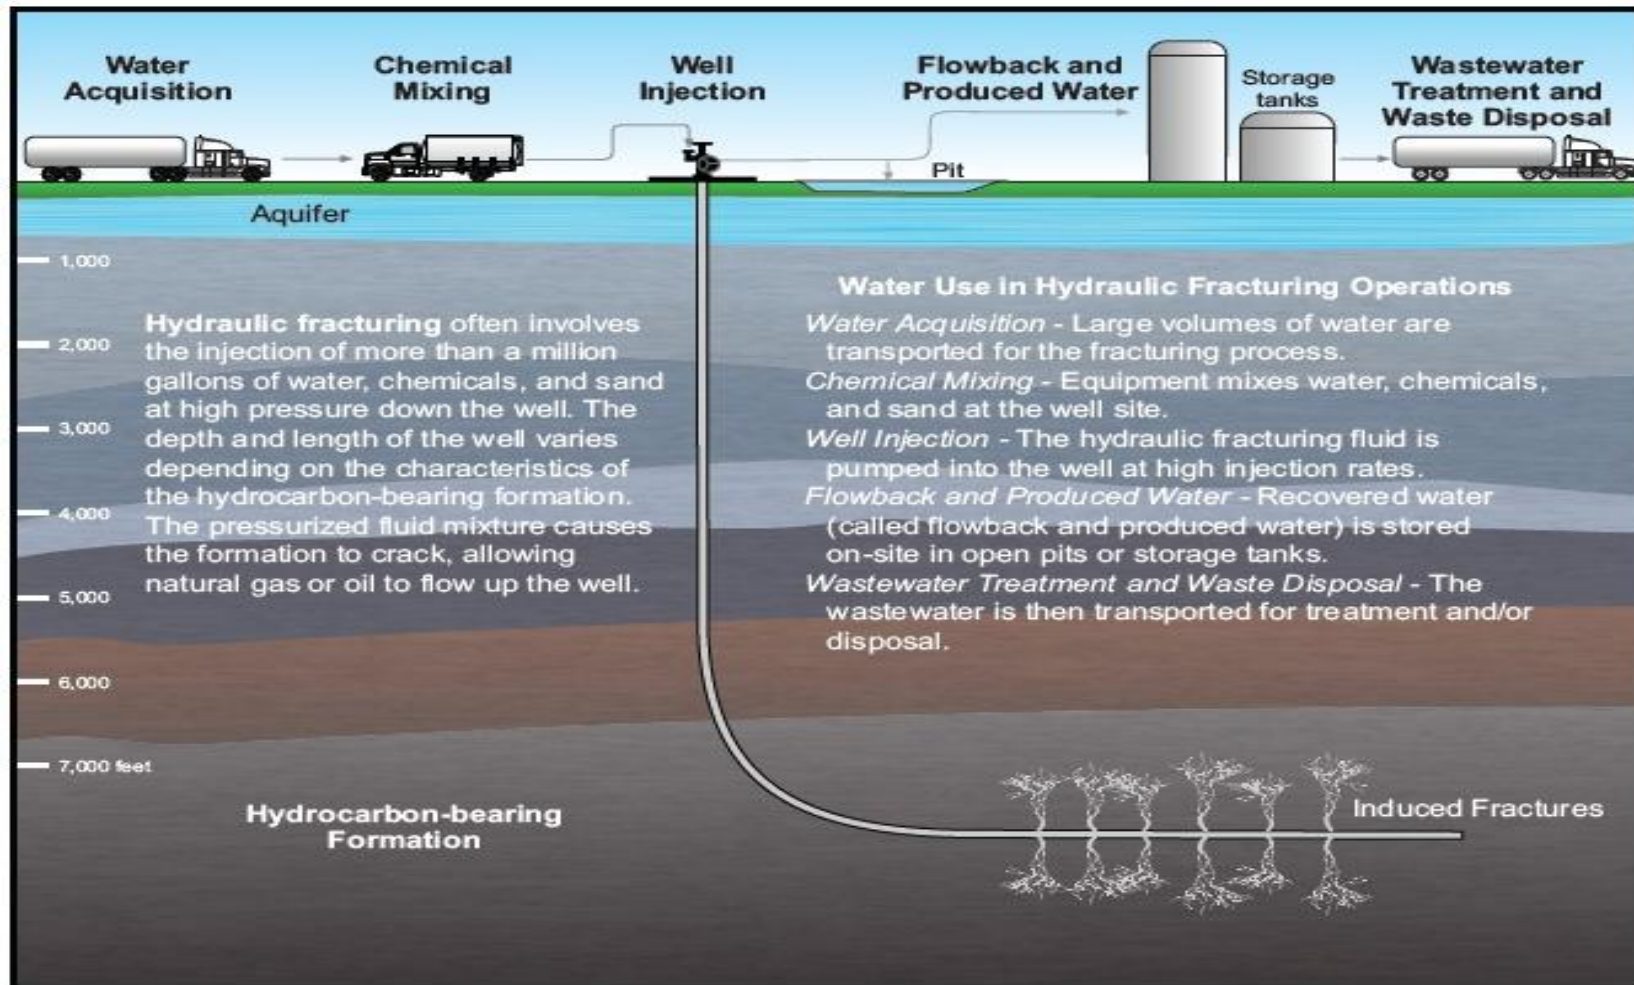 Water
Acquisition
Chemical
Mixing
Well
Injection
Flowback and
Produced Water
Storage
tanks
Wastewater
Treatment and
Waste Disposal
Pit
Aquifer
1,000
2,000
3,000
4,000
5,000
6,000
7,000 feet
Hydraulic fracturing often involves
the injection of more than a million
gallons of water, chemicals, and sand
at high pressure down the well. The
depth and length of the well varies
depending on the characteristics of
the hydrocarbon-bearing formation.
The pressurized fluid mixture causes
the formation to crack, allowing
natural gas or oil to flow up the well.
Water Use in Hydraulic Fracturing Operations
Water Acquisition - Large volumes of water are
transported for the fracturing process.
Chemical Mixing - Equipment mixes water, chemicals,
and sand at the well site.
Well Injection - The hydraulic fracturing fluid is
pumped into the well at high injection rates.
Flowback and Produced Water - Recovered water
(called flowback and produced water) is stored
on-site in open pits or storage tanks.
Wastewater Treatment and Waste Disposal - The
wastewater is then transported for treatment and/or
disposal.
Hydrocarbon-bearing
Formation
Induced Fractures